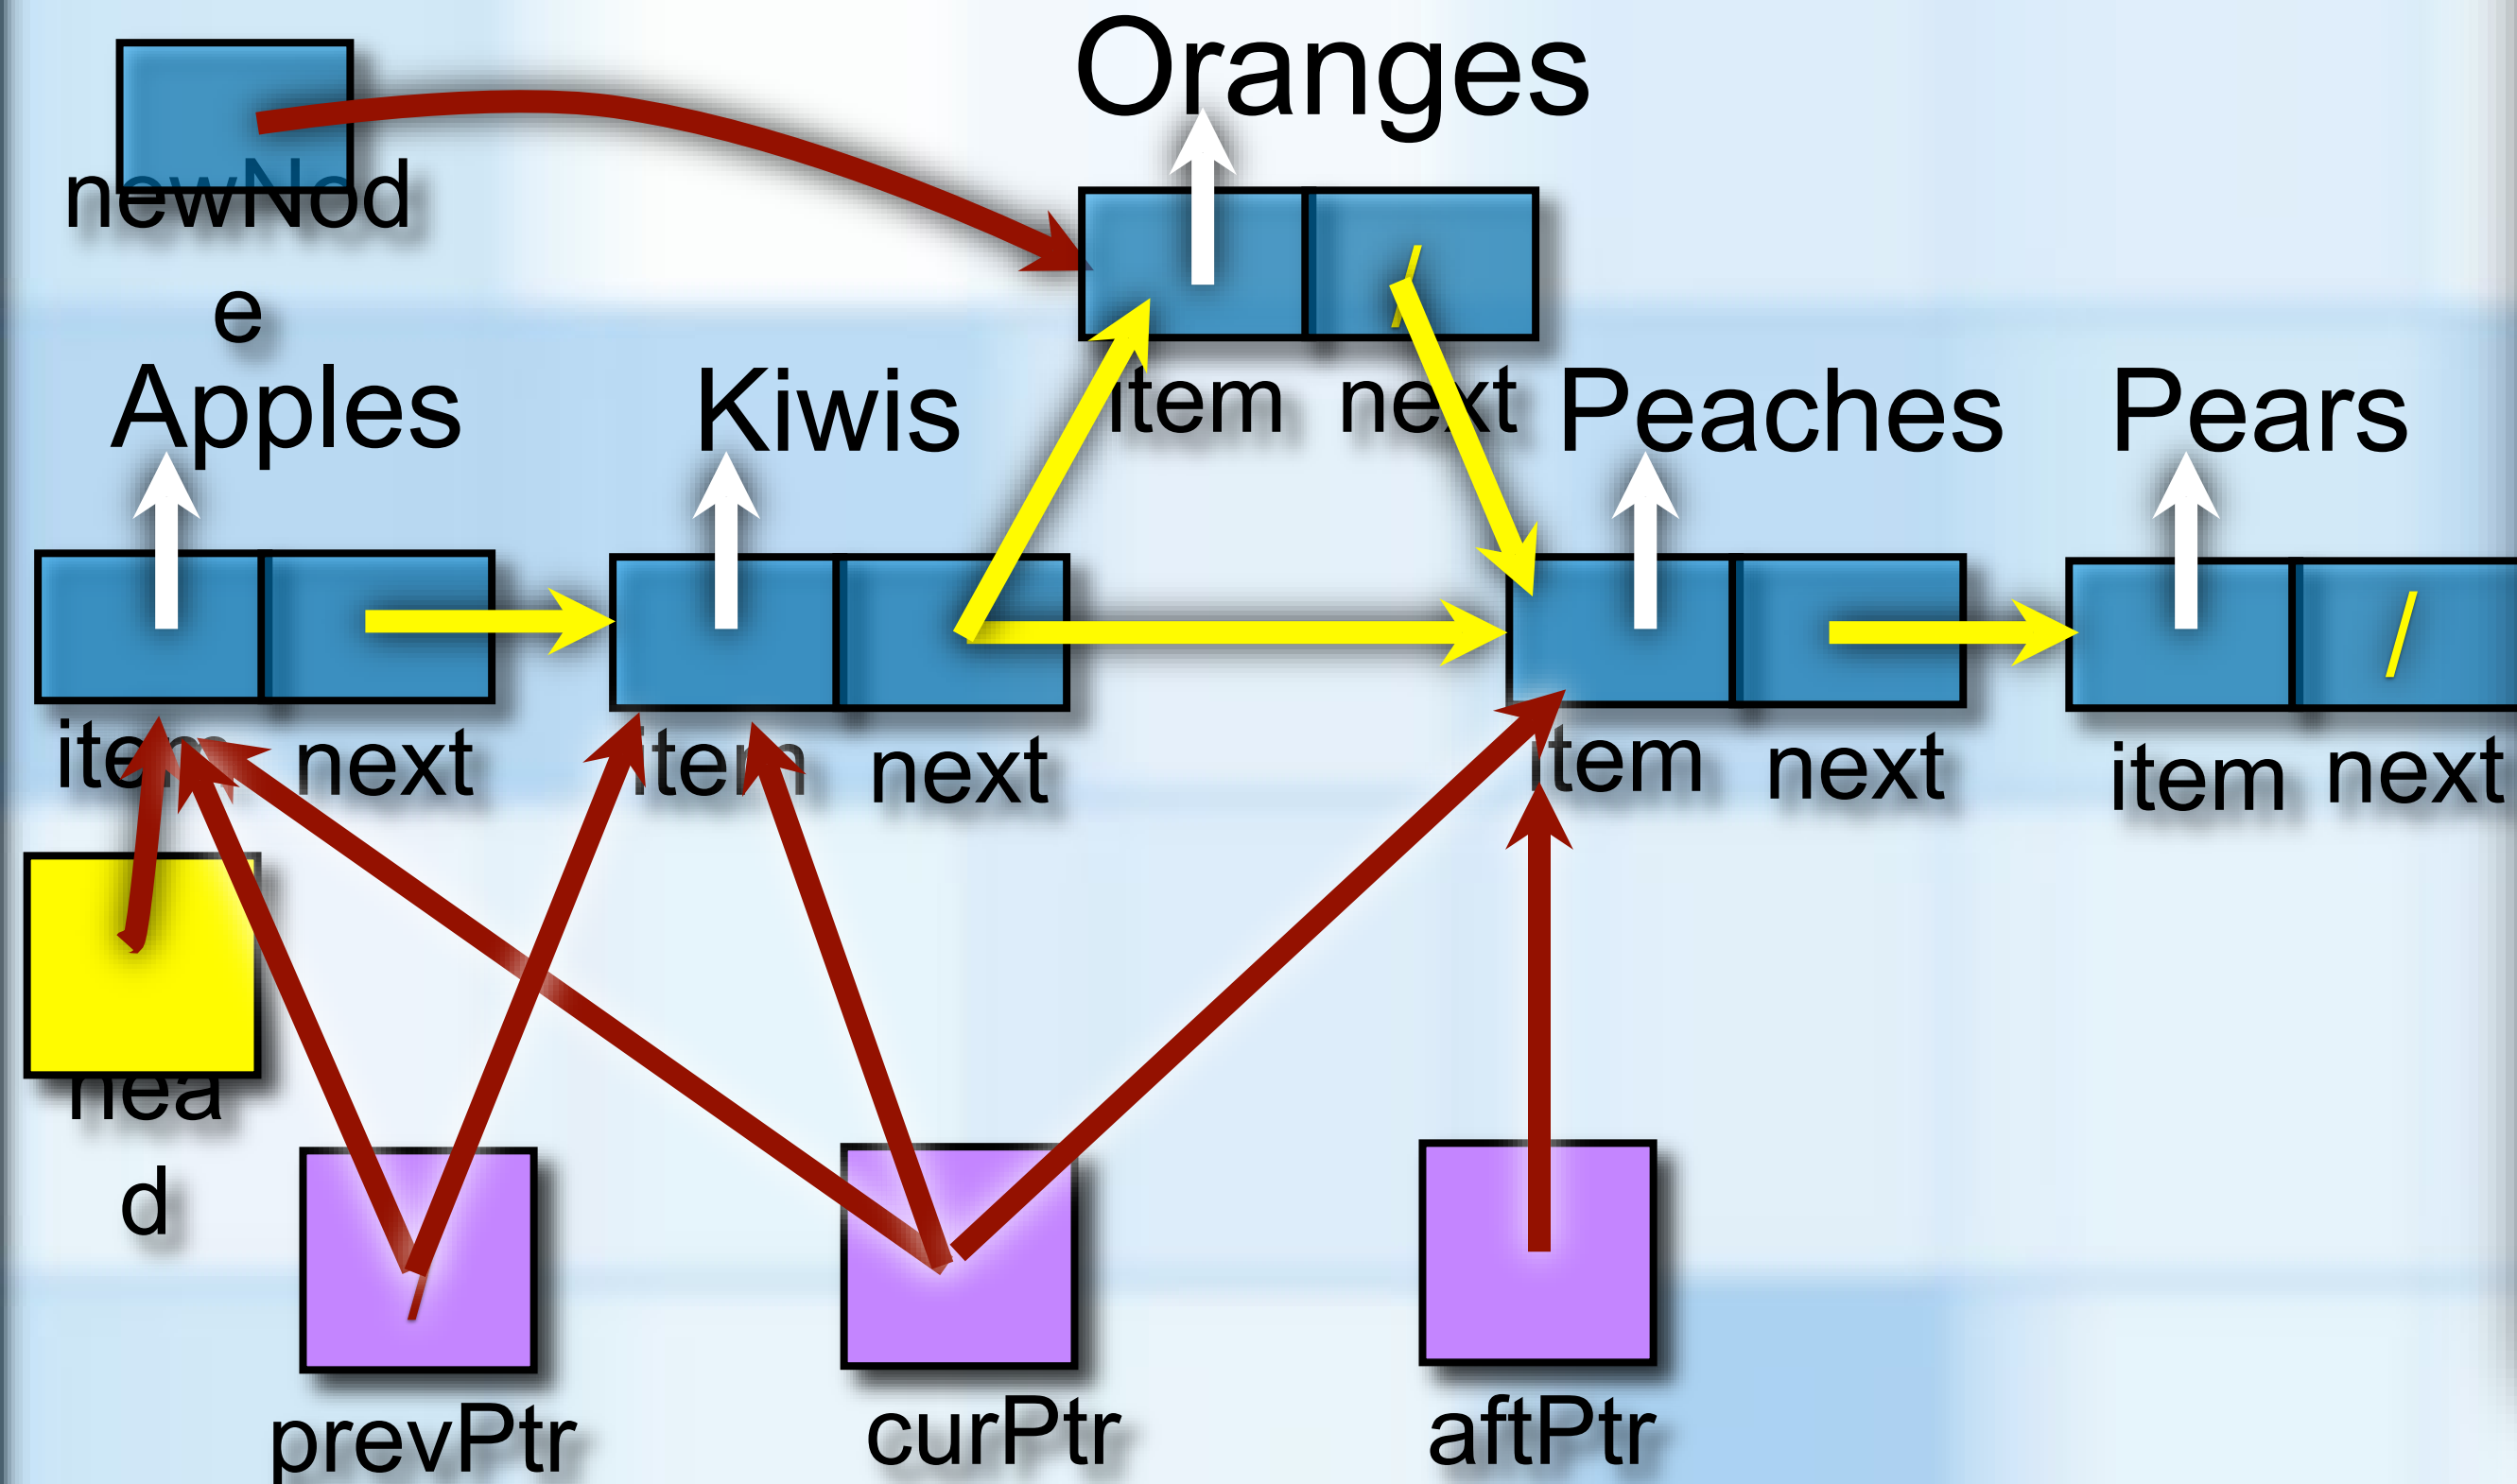 Oranges
newNod
e
Apples
Kiwis
item
next
Peaches
Pears
/
/
item
next
item
next
item
next
item
next
hea
d
/
prevPtr
curPtr
aftPtr